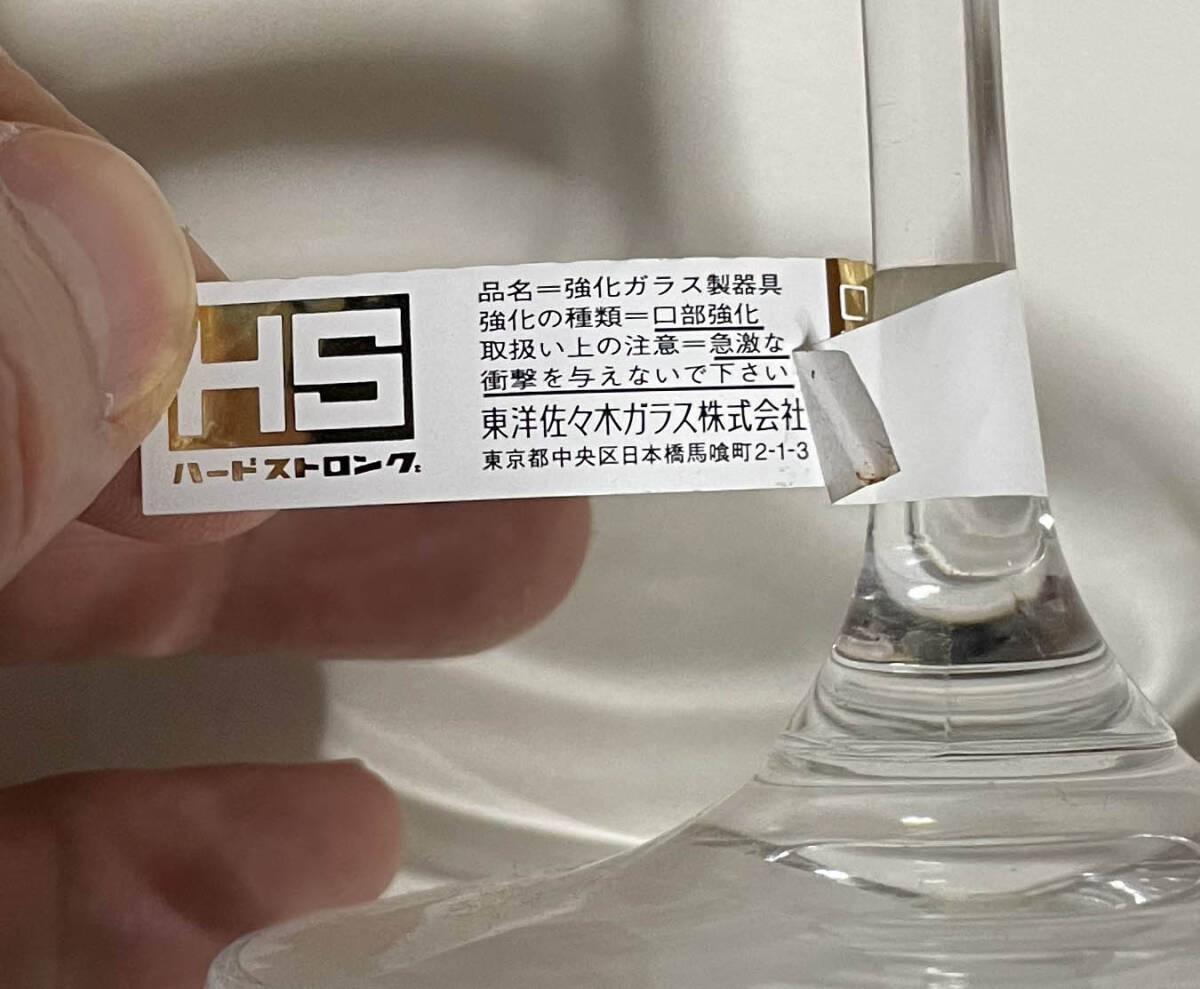 HS
ハードストロング
品名＝強化ガラス製器具
強化の種類＝口部強化
取扱い上の注意＝急激な
衝撃を与えないで下さい
東洋佐々木ガラス株式会社
東京都中央区日本橋馬喰町2-1-3